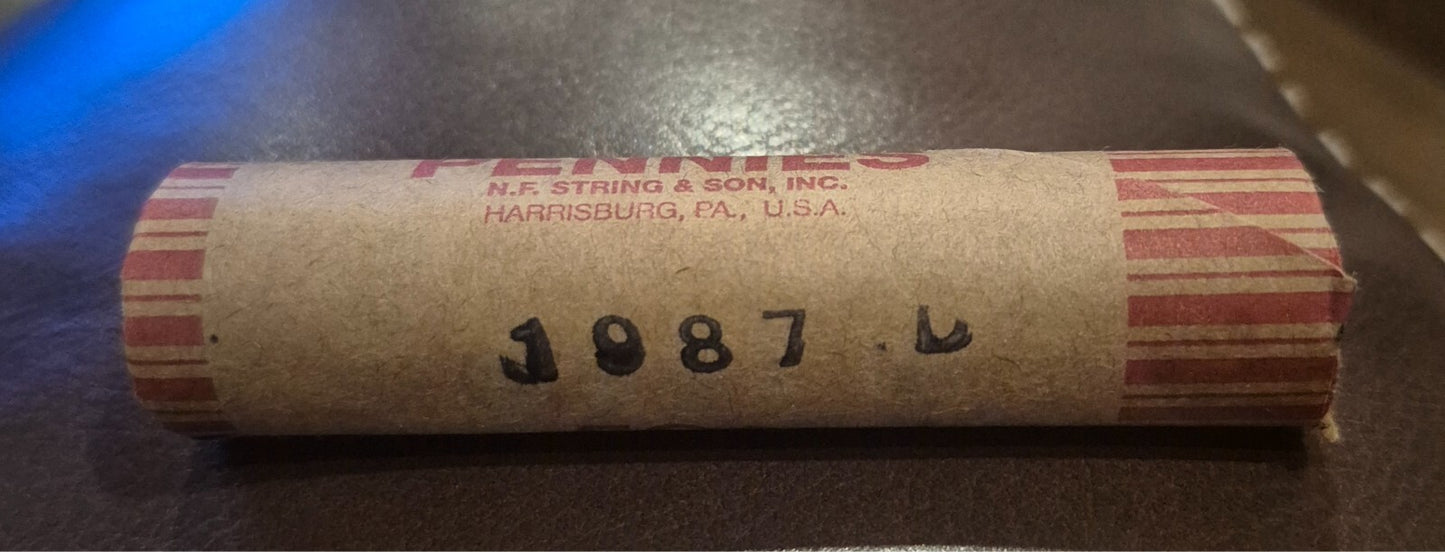 PENNIES
N.F. STRING & SON, INC.
HARRISBURG, PA., U.S.A.
1987 D